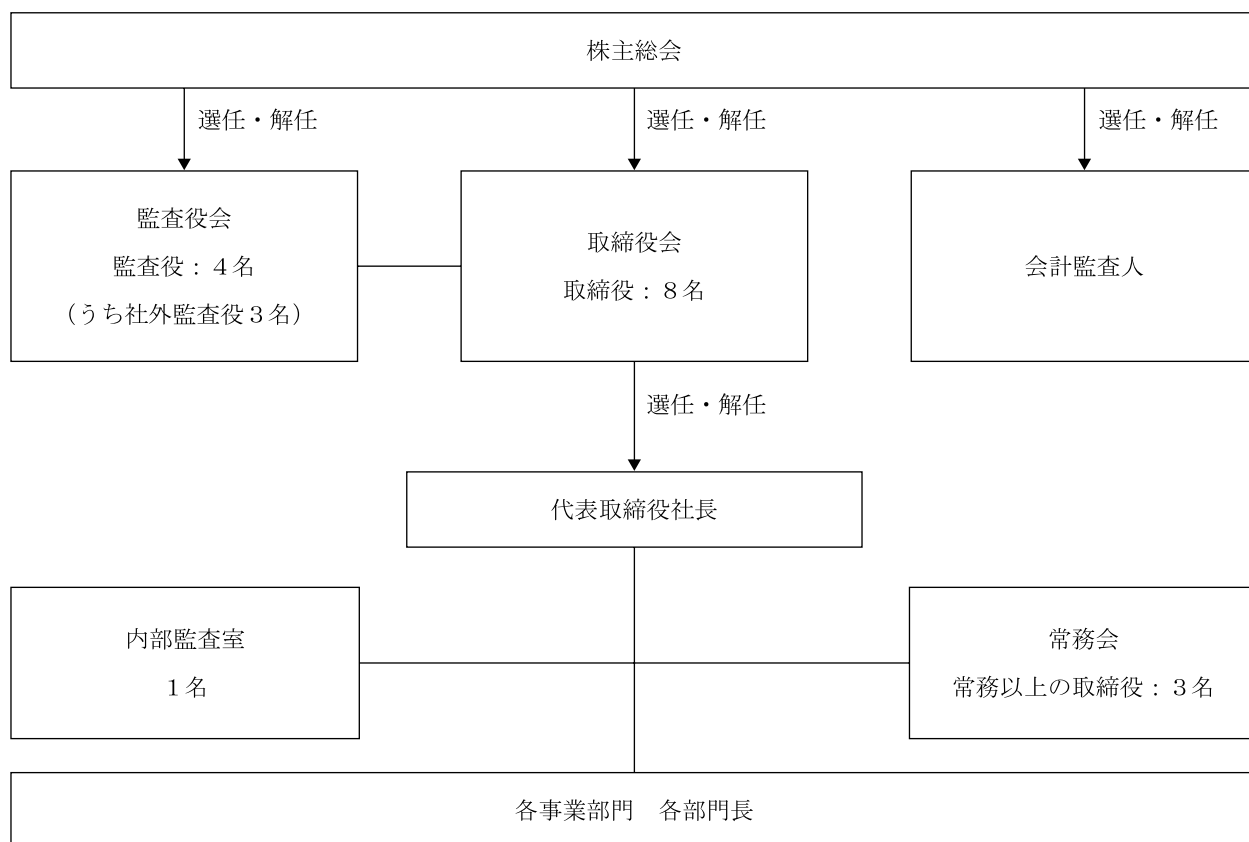 株主総会
選任・解任
選任・解任
選任・解任
監査役会
監査役：４名
（うち社外監査役３名）
取締役会
取締役：８名
会計監査人
選任・解任
代表取締役社長
内部監査室
１名
常務会
常務以上の取締役：３名
各事業部門　各部門長